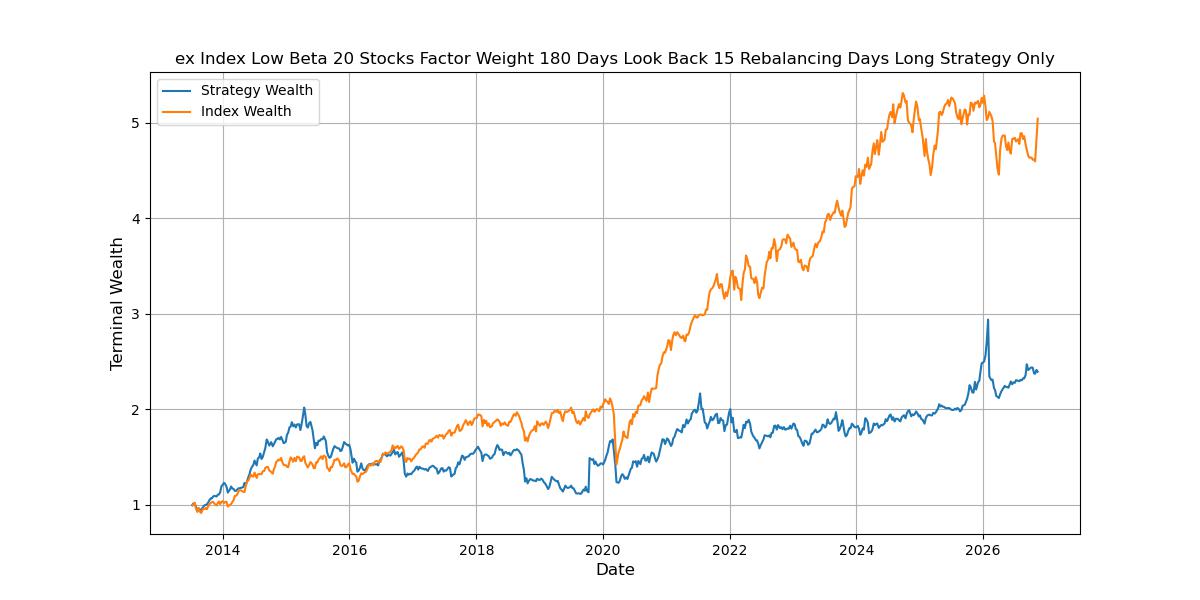 ex Index Low Beta 20 Stocks Factor Weight 180 Days Look Back 15 Rebalancing Days Long Strategy Only
Strategy Wealth
Index Wealth
Terminal Wealth
5
4
3
2
1
2014 2016 2018 2020 2022 2024 2026
Date